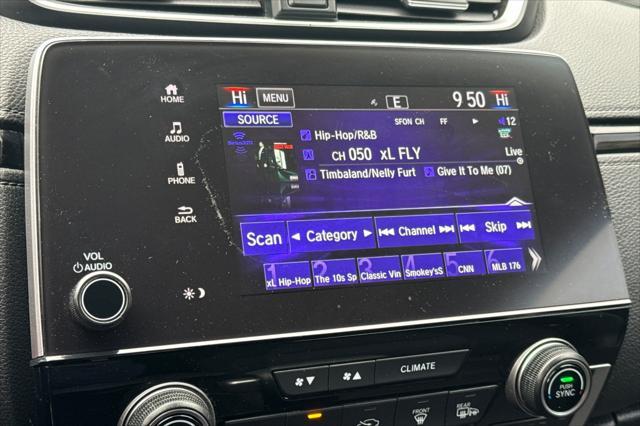 Hi MENU E 9 50 Hi
HOME
SOURCE SFON CH FF 12
SiriusXM Hip-Hop/R&B
AUDIO
CH 050 xL FLY Live
PHONE
Timbaland/Nelly Furt Give It To Me (07)
BACK
Scan Category Channel Skip
1 2 3 4 5 6
xL Hip-Hop The 10s Sp Classic Vin Smokey'sS CNN MLB 176
VOL
AUDIO
CLIMATE
FRONT REAR
PUSH
SYNC